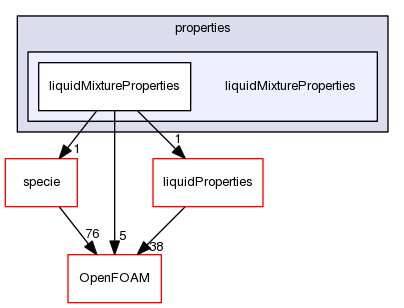 properties
liquidMixtureProperties
liquidMixtureProperties
1
1
specie
liquidProperties
76
5
38
OpenFOAM